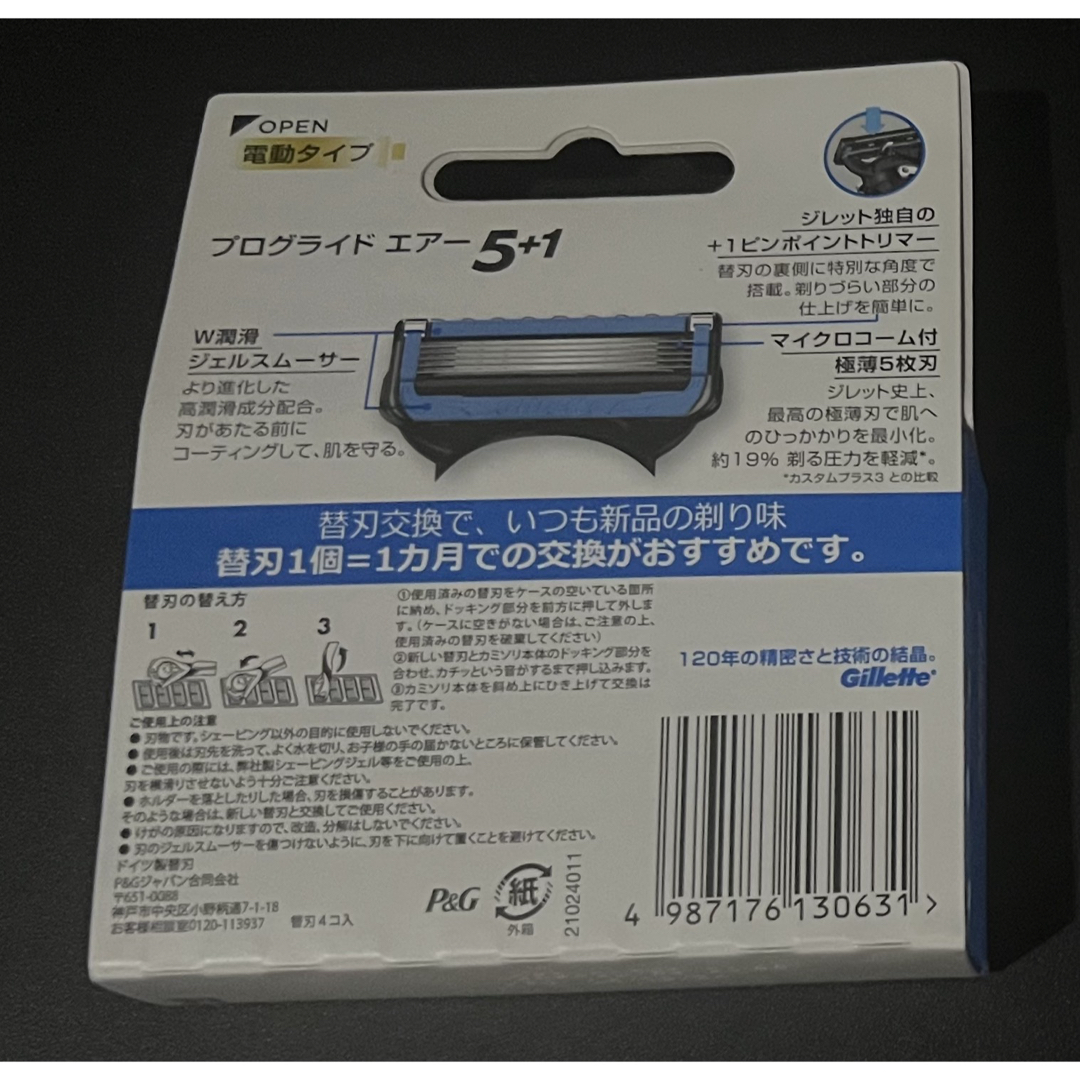 OPEN
電動タイプ
プログライド エアー 5+1
ジレット独自の
+1ピンポイントトリマー
替刃の裏側に特別な角度で
搭載。剃りづらい部分の
仕上げを簡単に。
W潤滑
ジェルスムーサー
より進化した
高潤滑成分配合。
刃があたる前に
コーティングして、肌を守る。
マイクロコーム付
極薄5枚刃
ジレット史上、
最高の極薄刃で肌へ
のひっかかりを最小化。
約19% 剃る圧力を軽減*。
*カスタムプラス3 との比較
替刃交換で、いつも新品の剃り味
替刃1個=1カ月での交換がおすすめです。
替刃の替え方
1 2 3
①使用済みの替刃をケースの空いている箇所
に納め、ドッキング部分を前方に押して外しま
す。(ケースに空きがない場合は、ご注意の上、
使用済みの替刃を破棄してください)
②新しい替刃とカミソリ本体のドッキング部分を
合わせ、カチッという音がするまで押し込みます。
③カミソリ本体を斜め上にひき上げて交換は
完了です。
120年の精密さと技術の結晶。
Gillette
ご使用上の注意
● 刃物です。シェービング以外の目的に使用しないでください。
● 使用後は刃先を洗って、よく水を切り、お子様の手の届かないところに保管してください。
● ご使用の際には、弊社製シェービングジェル等をご使用の上、
刃を横滑りさせないよう十分ご注意ください。
● ホルダーを落としたりした場合、刃を損傷することがあります。
そのような場合は、新しい替刃と交換してご使用ください。
● けがの原因になりますので、改造、分解はしないでください。
● 刃のジェルスムーサーを傷つけないように、刃を下に向けて置くことを避けてください。
ドイツ製替刃
P&Gジャパン合同会社
〒651-0088
神戸市中央区小野柄通7-1-18
お客様相談室0120-113937
替刃4コ入
P&G
紙
外箱
21024011
4 987176 130631 >